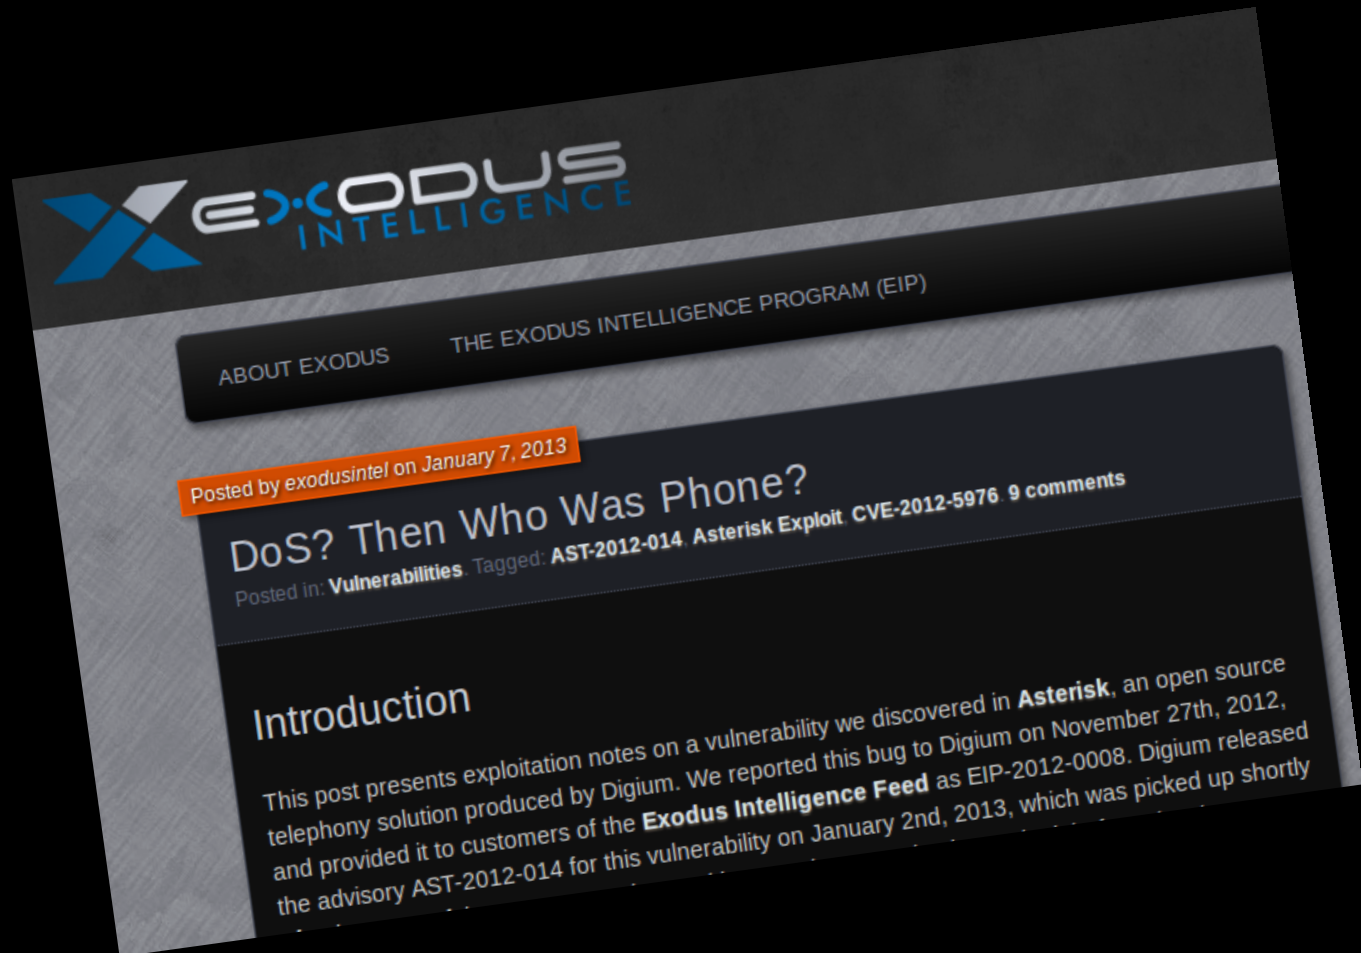 EXODUS
INTELLIGENCE
ABOUT EXODUS THE EXODUS INTELLIGENCE PROGRAM (EIP)
Posted by exodusintel on January 7, 2013
DoS? Then Who Was Phone?
Posted in: Vulnerabilities. Tagged: AST-2012-014, Asterisk Exploit, CVE-2012-5976. 9 comments
Introduction
This post presents exploitation notes on a vulnerability we discovered in Asterisk, an open source
telephony solution produced by Digium. We reported this bug to Digium on November 27th, 2012,
and provided it to customers of the Exodus Intelligence Feed as EIP-2012-0008. Digium released
the advisory AST-2012-014 for this vulnerability on January 2nd, 2013, which was picked up shortly